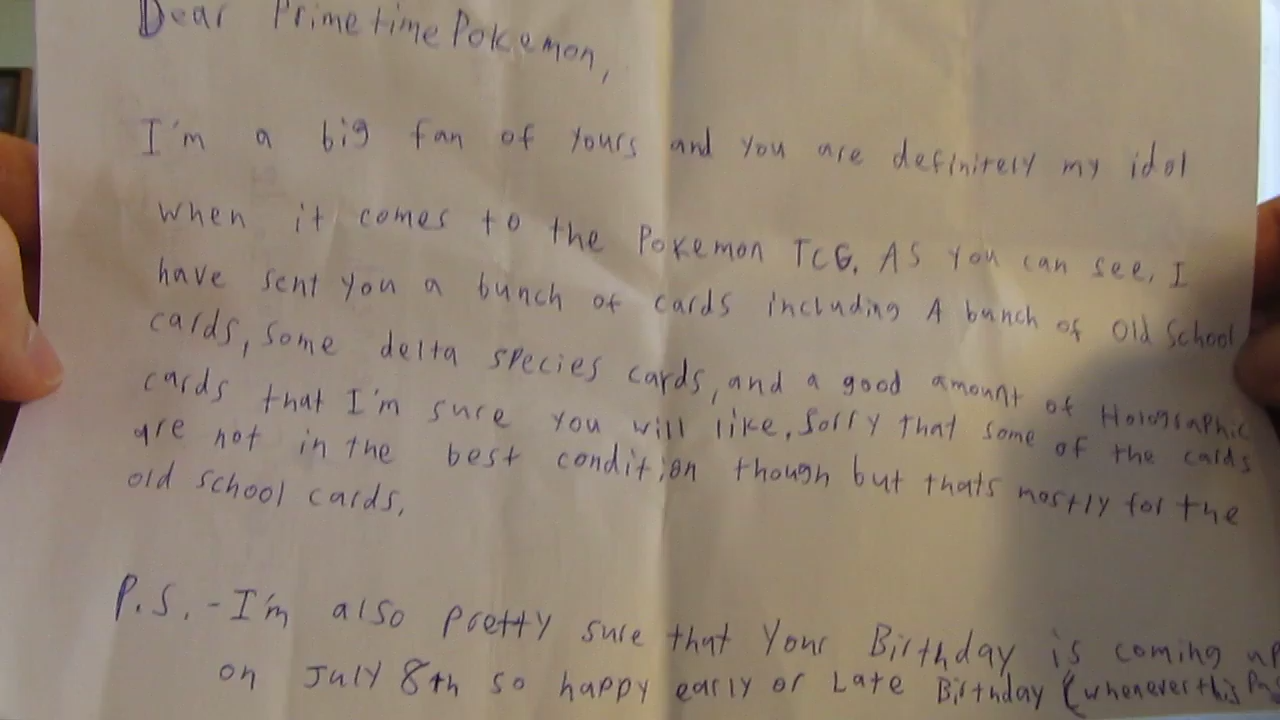 Dear PrimetimePokemon,
I'm a big fan of yours and you are definitely my idol
when it comes to the Pokemon TCG. As you can see, I
have sent you a bunch of cards including A bunch of Old School
cards, some delta species cards, and a good amount of Holographic
cards that I'm sure you will like. Sorry that some of the cards
are not in the best condition though but thats mostly for the
old school cards.
P.S. - I'm also pretty sure that Your Birthday is coming up
on July 8th so happy early or Late Birthday (whenever this